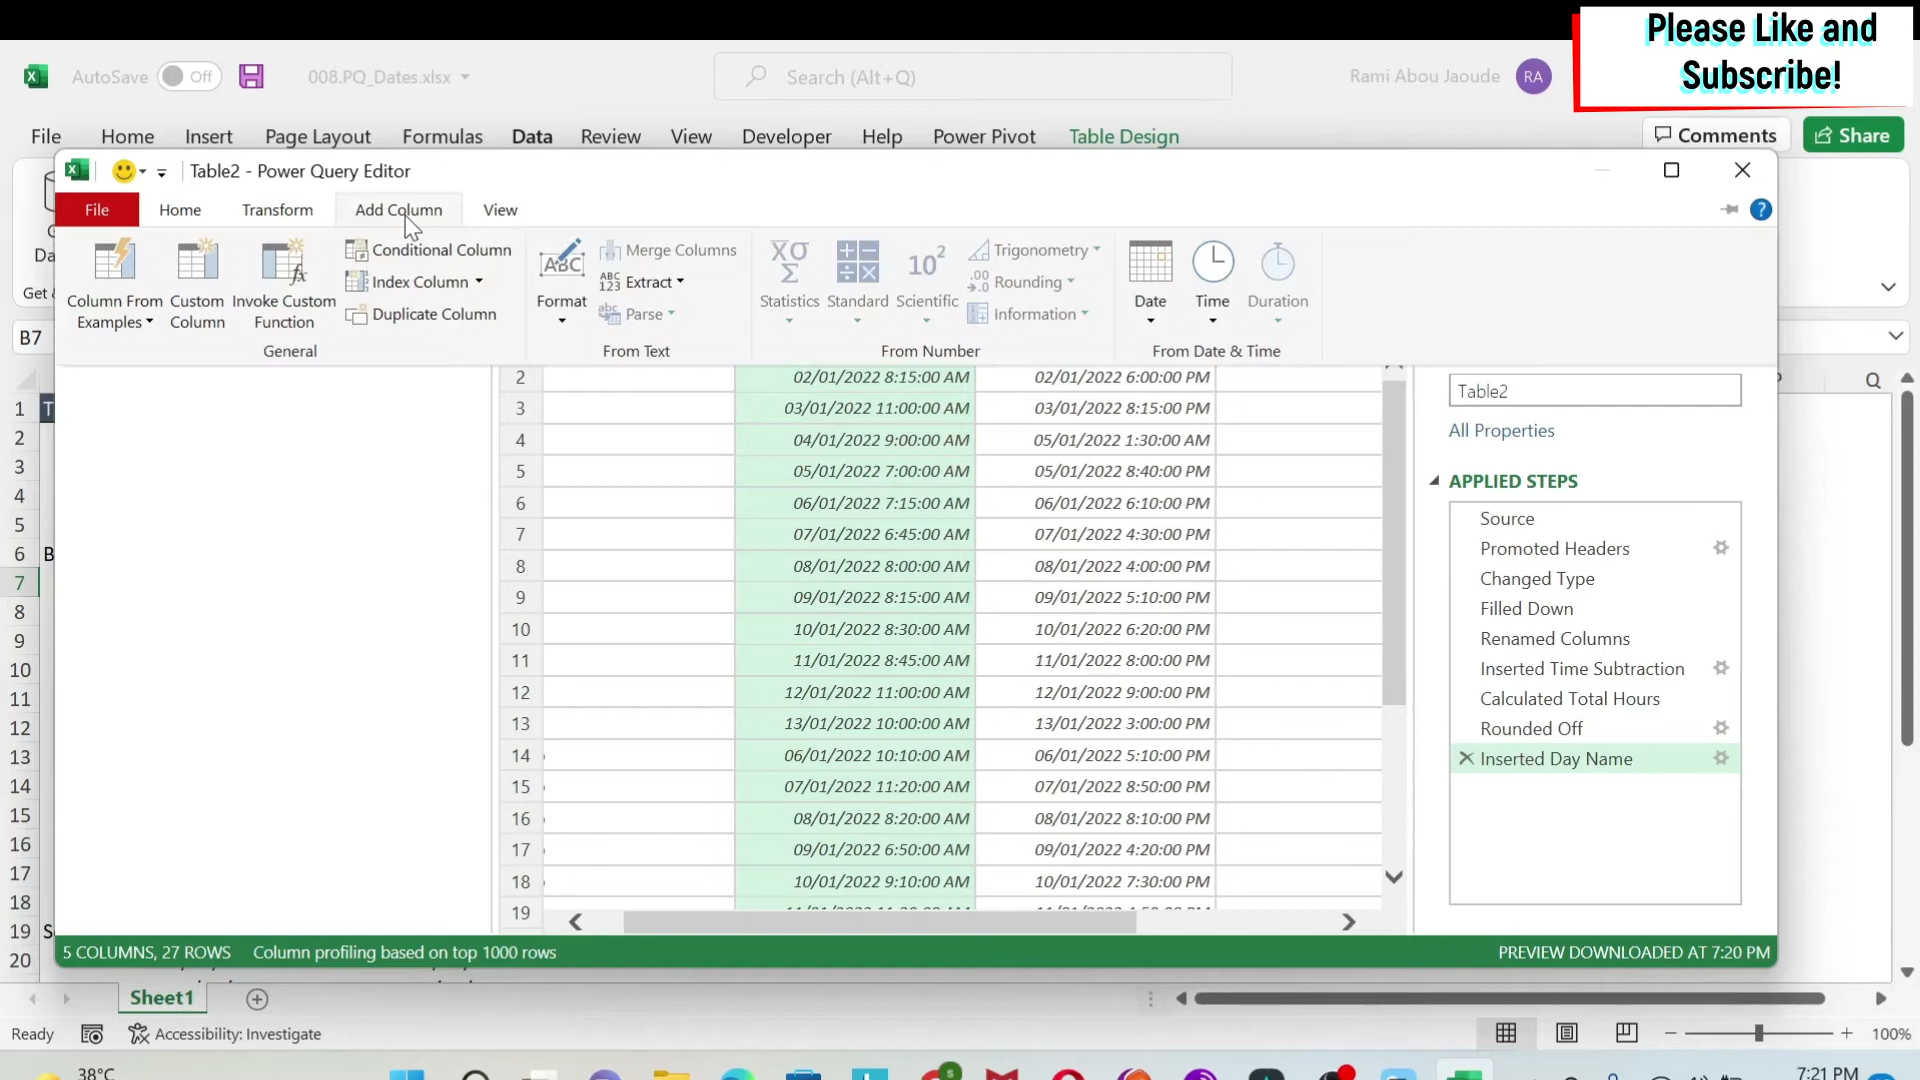 Please Like and
Subscribe!
AutoSave Off 008.PQ_Dates.xlsx Search (Alt+Q) Rami Abou Jaoude RA
File Home Insert Page Layout Formulas Data Review View Developer Help Power Pivot Table Design Comments Share
Table2 - Power Query Editor
File Home Transform Add Column View
Column From Examples
Custom Column
Invoke Custom Function
Conditional Column
Index Column
Duplicate Column
General
Format
Merge Columns
Extract
Parse
From Text
Statistics
Standard
Scientific
Trigonometry
Rounding
Information
From Number
Date
Time
Duration
From Date & Time
B7
Q
2 02/01/2022 8:15:00 AM 02/01/2022 6:00:00 PM
3 03/01/2022 11:00:00 AM 03/01/2022 8:15:00 PM
4 04/01/2022 9:00:00 AM 05/01/2022 1:30:00 AM
5 05/01/2022 7:00:00 AM 05/01/2022 8:40:00 PM
6 06/01/2022 7:15:00 AM 06/01/2022 6:10:00 PM
7 07/01/2022 6:45:00 AM 07/01/2022 4:30:00 PM
8 08/01/2022 8:00:00 AM 08/01/2022 4:00:00 PM
9 09/01/2022 8:15:00 AM 09/01/2022 5:10:00 PM
10 10/01/2022 8:30:00 AM 10/01/2022 6:20:00 PM
11 11/01/2022 8:45:00 AM 11/01/2022 8:00:00 PM
12 12/01/2022 11:00:00 AM 12/01/2022 9:00:00 PM
13 13/01/2022 10:00:00 AM 13/01/2022 3:00:00 PM
14 06/01/2022 10:10:00 AM 06/01/2022 5:10:00 PM
15 07/01/2022 11:20:00 AM 07/01/2022 8:50:00 PM
16 08/01/2022 8:20:00 AM 08/01/2022 8:10:00 PM
17 09/01/2022 6:50:00 AM 09/01/2022 4:20:00 PM
18 10/01/2022 9:10:00 AM 10/01/2022 7:30:00 PM
19
Table2
All Properties
APPLIED STEPS
Source
Promoted Headers
Changed Type
Filled Down
Renamed Columns
Inserted Time Subtraction
Calculated Total Hours
Rounded Off
Inserted Day Name
5 COLUMNS, 27 ROWS Column profiling based on top 1000 rows PREVIEW DOWNLOADED AT 7:20 PM
1
2
3
4
5
6
7
8
9
10
11
12
13
14
15
16
17
18
19
20
Sheet1
Ready Accessibility: Investigate 100%
38°C 7:21 PM